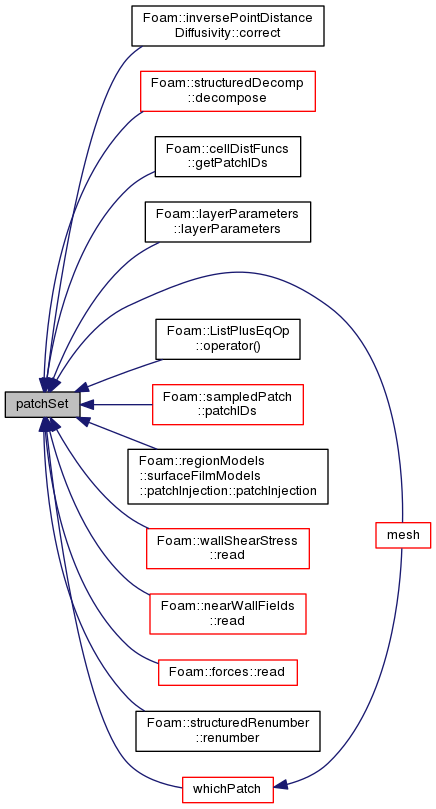 Foam::inversePointDistance
Diffusivity::correct
Foam::structuredDecomp
::decompose
Foam::cellDistFuncs
::getPatchIDs
Foam::layerParameters
::layerParameters
Foam::ListPlusEqOp
::operator()
patchSet
Foam::sampledPatch
::patchIDs
Foam::regionModels
::surfaceFilmModels
::patchInjection::patchInjection
Foam::wallShearStress
::read
mesh
Foam::nearWallFields
::read
Foam::forces::read
Foam::structuredRenumber
::renumber
whichPatch